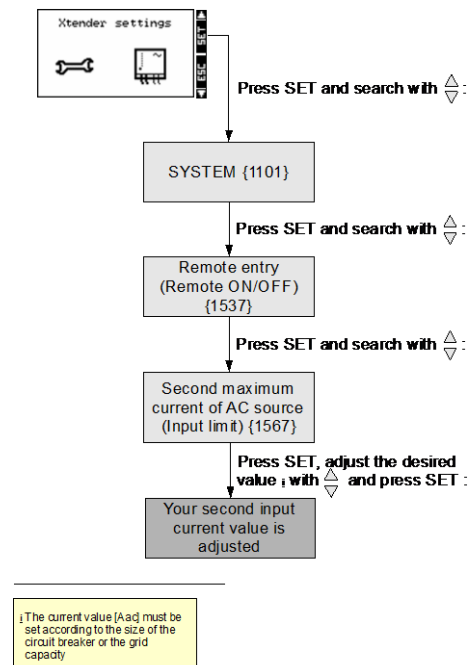 Xtender settings
SET
ESC
Press SET and search with :
SYSTEM {1101}
Press SET and search with :
Remote entry
(Remote ON/OFF)
{1537}
Press SET and search with :
Second maximum
current of AC source
(Input limit) {1567}
Press SET, adjust the desired
value i with and press SET :
Your second input
current value is
adjusted
i The current value [Aac] must be
set according to the size of the
circuit breaker or the grid
capacity